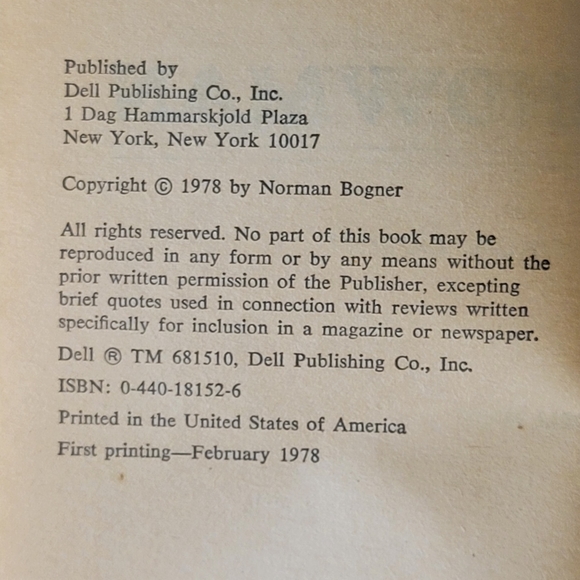 Published by
Dell Publishing Co., Inc.
1 Dag Hammarskjold Plaza
New York, New York 10017
Copyright © 1978 by Norman Bogner
All rights reserved. No part of this book may be
reproduced in any form or by any means without the
prior written permission of the Publisher, excepting
brief quotes used in connection with reviews written
specifically for inclusion in a magazine or newspaper.
Dell ® TM 681510, Dell Publishing Co., Inc.
ISBN: 0-440-18152-6
Printed in the United States of America
First printing—February 1978